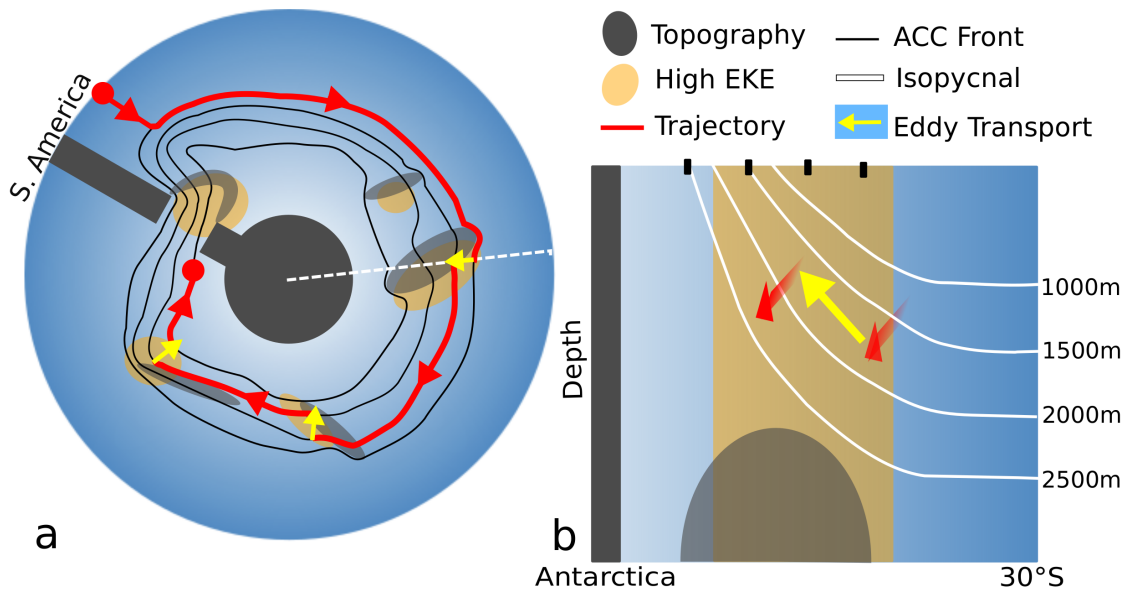 S. America
a
Topography
High EKE
Trajectory
ACC Front
Isopycnal
Eddy Transport
Depth
1000m
1500m
2000m
2500m
b
Antarctica
30°S